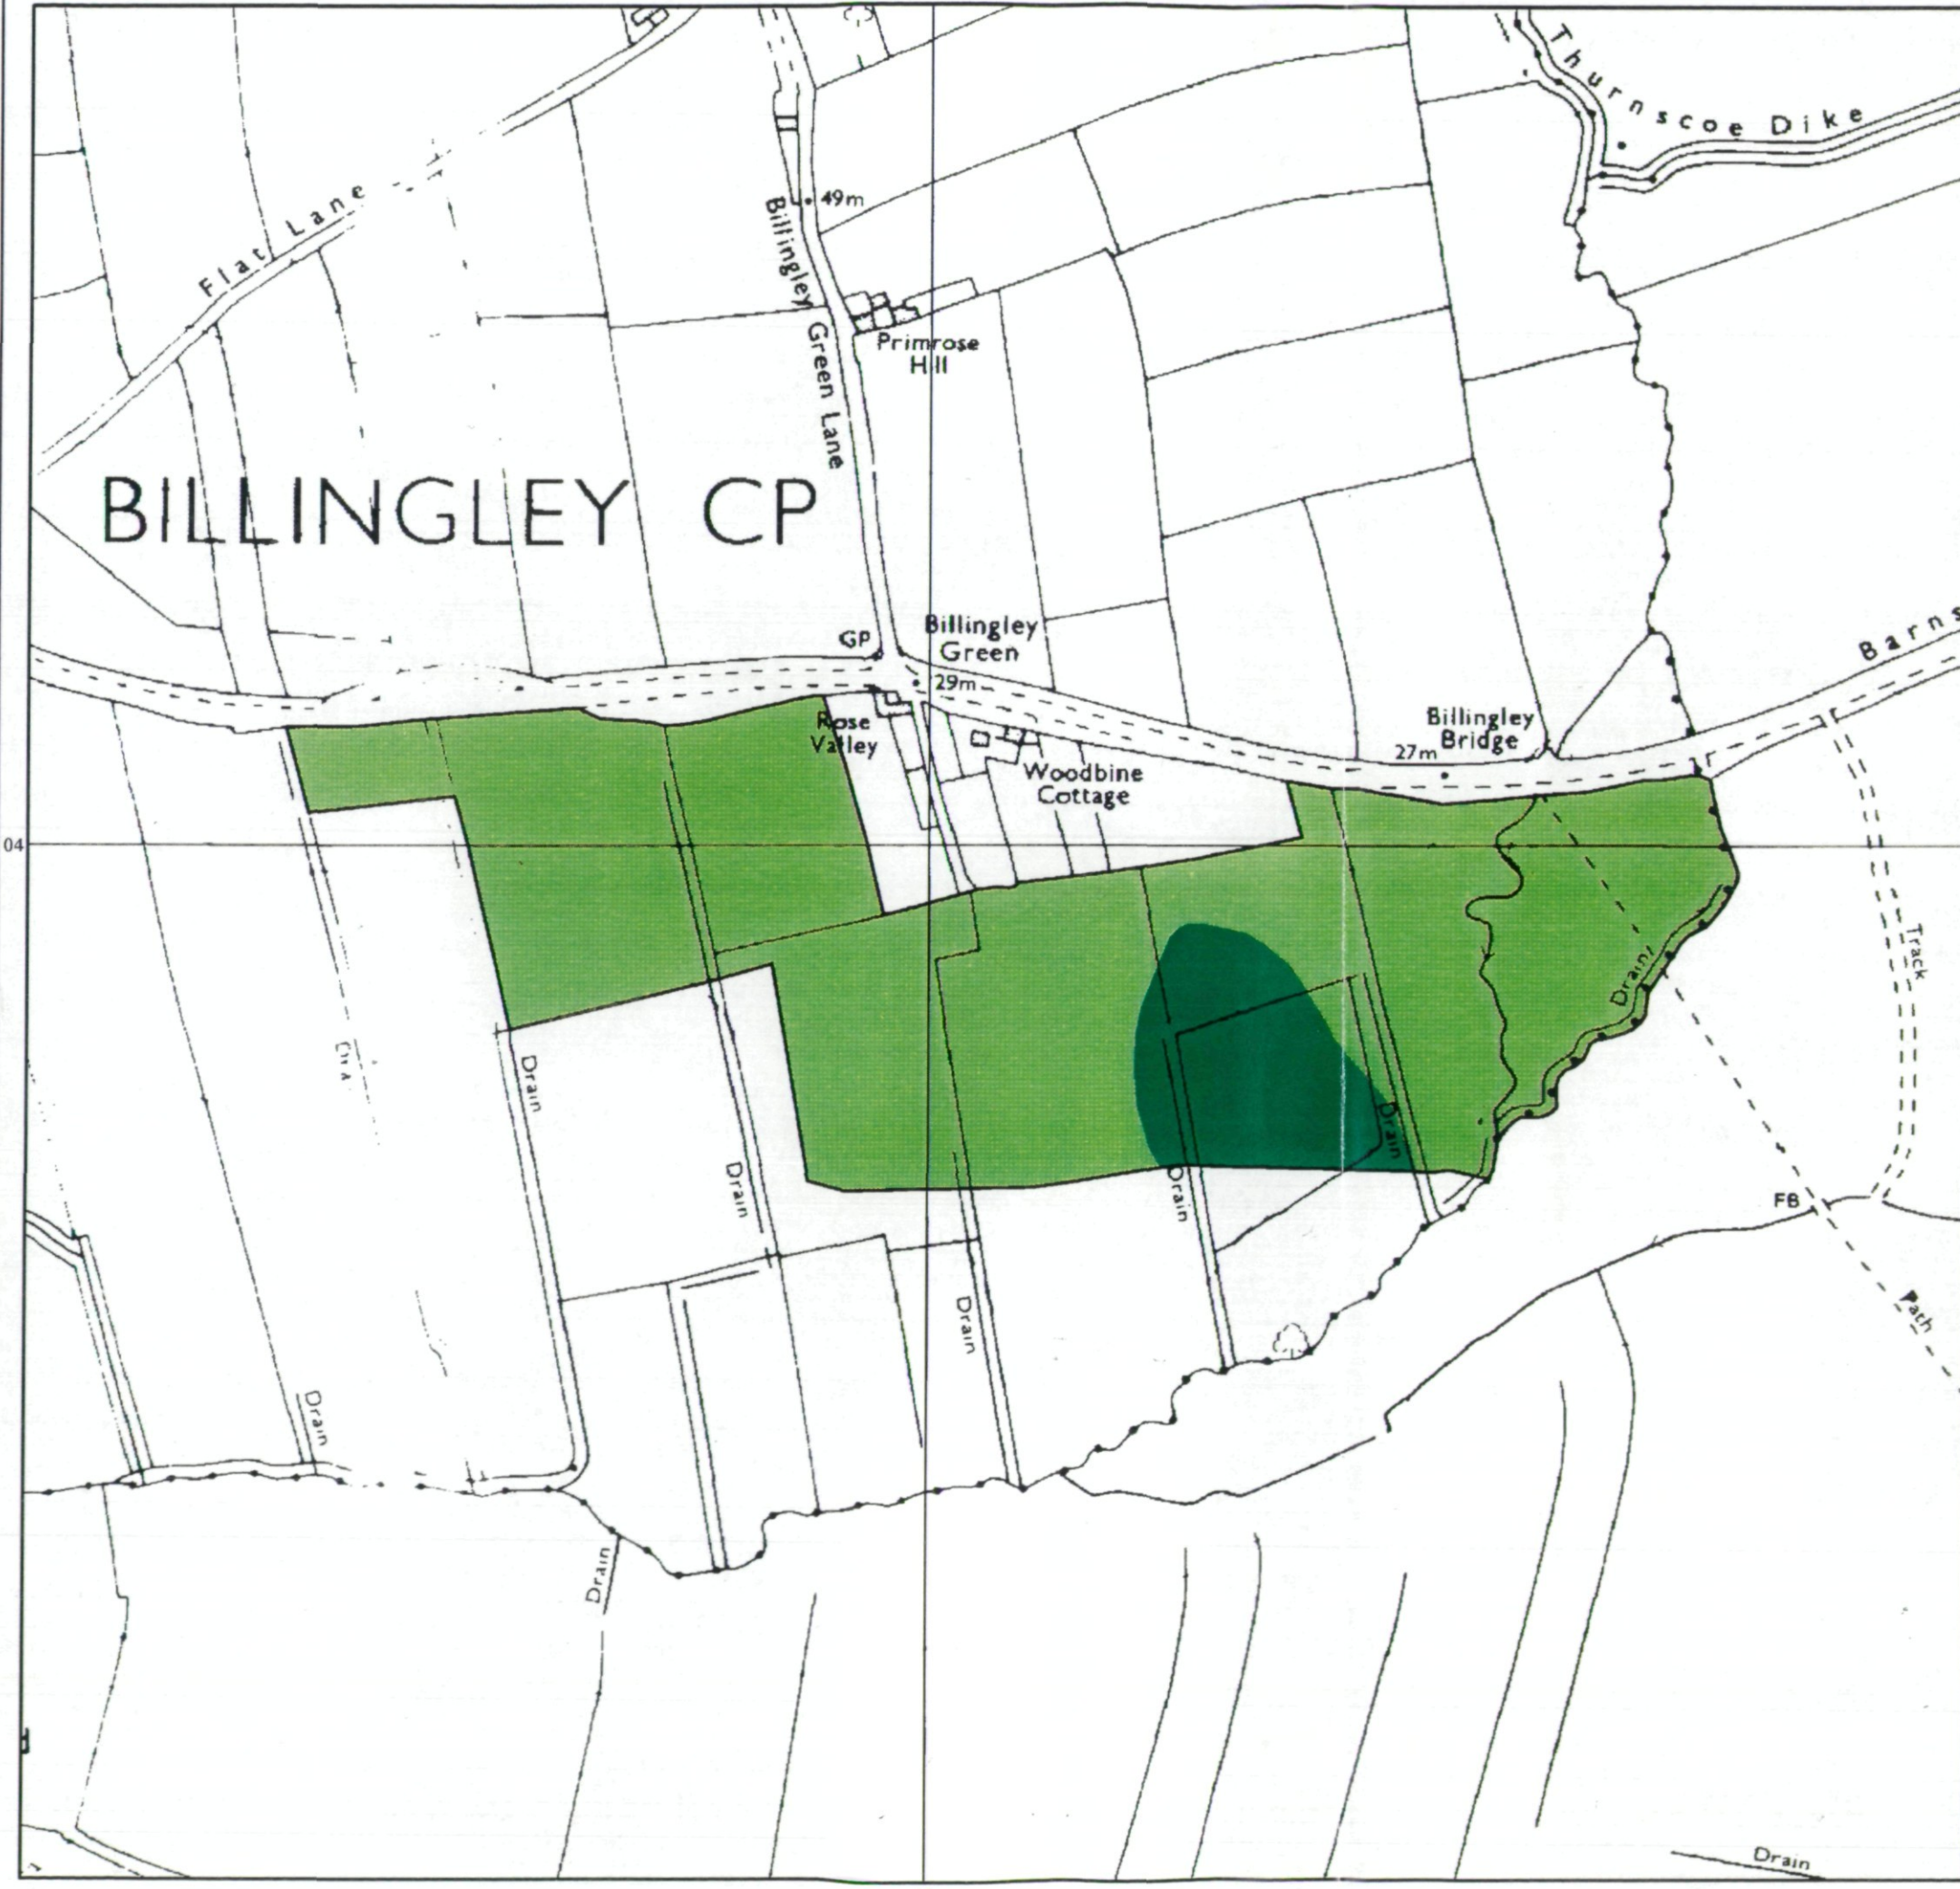 Thurnscoe Dike
49m
Flat Lane
Billingley Green Lane
Primrose
Hill
BILLINGLEY CP
GP
Billingley
Green
29m
Barns
Rose
Valley
Billingley
Bridge
27m
Woodbine
Cottage
04
Track
Drain
Drain
Drain
Drain
Drain
Drain
FB
Path
Drain
Drain
Drain
Drain